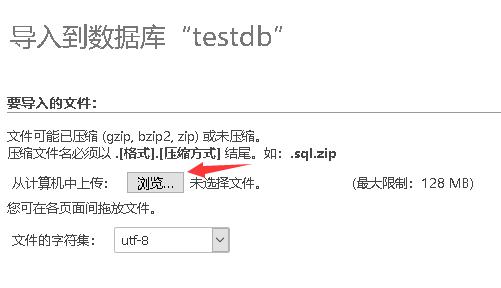 导入到数据库“testdb”
要导入的文件：
文件可能已压缩 (gzip, bzip2, zip) 或未压缩。
压缩文件名必须以 .[格式].[压缩方式] 结尾。如：.sql.zip
从计算机中上传： 浏览... 未选择文件。 (最大限制：128 MB)
您可在各页面间拖放文件。
文件的字符集： utf-8